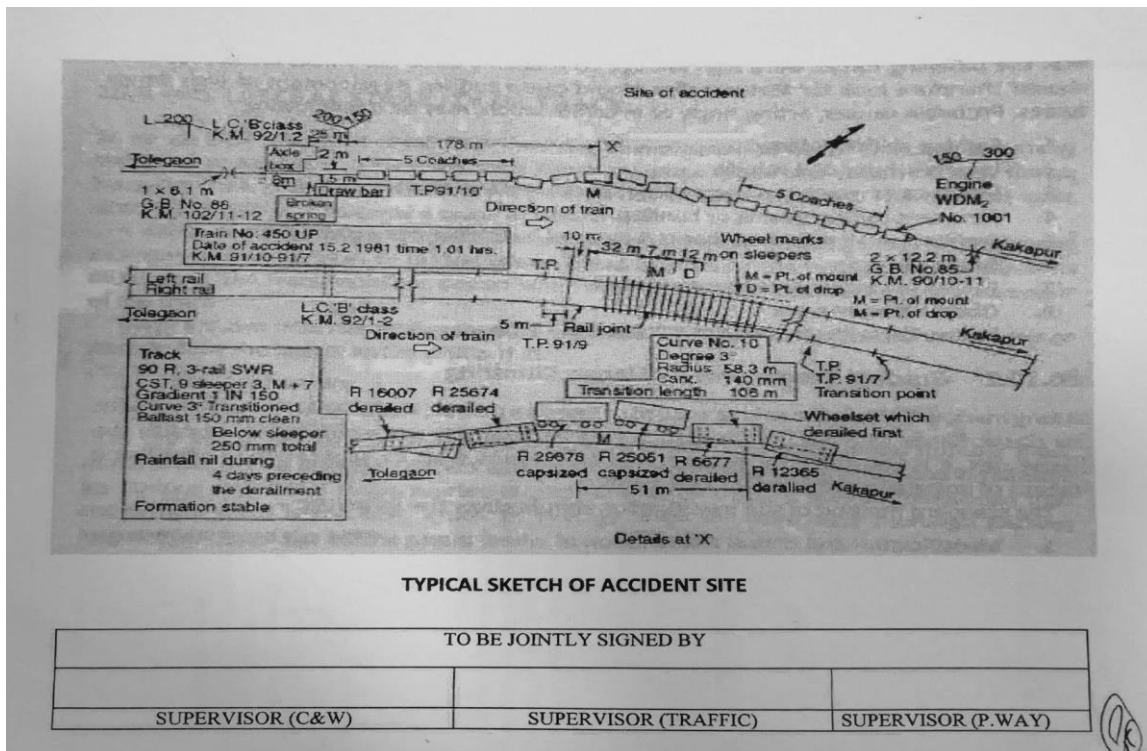 Site of accident
L 200
L.C.'B' class
K.M. 92/1.2
200 150
25 m
178 m
'X'
150 300
Tolegaon
Axle
box
2 m
5 Coaches
8m
1.5 m
Draw bar
T.P.91/10'
M
5 Coaches
Engine
WDM2
No. 1001
1 x 6.1 m
G.B. No.86
K.M. 102/11-12
Broken
spring
Direction of train
Kakapur
Train No: 450 UP
Date of accident 15.2.1981 time 1.01 hrs.
K.M. 91/10-91/7
10 m
32 m 7 m 12 m
Wheel marks
on sleepers
2 x 12.2 m
G.B. No.85
K.M. 90/10-11
T.P.
M D
M = Pt. of mount
D = Pt. of drop
M = Pt. of mount
M = Pt. of drop
Left rail
Right rail
Tolegaon
L.C.'B' class
K.M. 92/1-2
Direction of train
5 m
Rail joint
T.P. 91/9
Kakapur
Curve No. 10
Degree 3°
Radius 58.3 m
Cant. 140 mm
Transition length 106 m
T.P.
T.P. 91/7
Transition point
Track
90 R, 3-rail SWR
CST, 9 sleeper 3, M + 7
Gradient 1 IN 150
Curve 3° Transitioned
Ballast 150 mm clean
Below sleeper
250 mm total
Rainfall nil during
4 days preceding
the durailment
Formation stable
R 16007
derailed
R 25674
derailed
Wheelset which
derailed first
M
Tolegaon
R 29878
capsized
R 25051
capsized
R 6677
derailed
R 12365
derailed
51 m
Kakapur
Details at 'X'
TYPICAL SKETCH OF ACCIDENT SITE
TO BE JOINTLY SIGNED BY
SUPERVISOR (C&W)
SUPERVISOR (TRAFFIC)
SUPERVISOR (P.WAY)